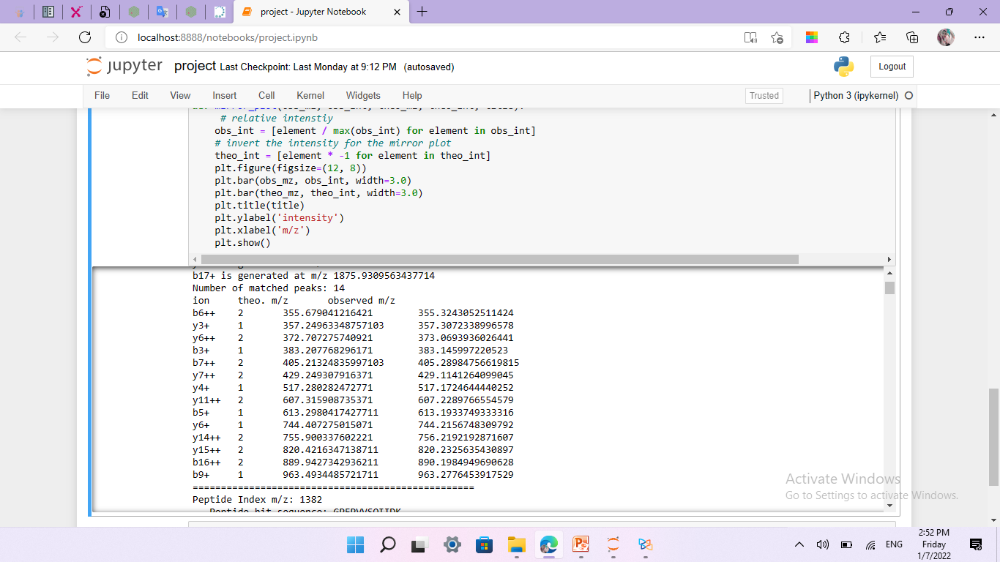 project - Jupyter Notebook
localhost:8888/notebooks/project.ipynb
jupyter project Last Checkpoint: Last Monday at 9:12 PM (autosaved)
Logout
File Edit View Insert Cell Kernel Widgets Help
Trusted
Python 3 (ipykernel)
# relative intenstiy
obs_int = [element / max(obs_int) for element in obs_int]
# invert the intensity for the mirror plot
theo_int = [element * -1 for element in theo_int]
plt.figure(figsize=(12, 8))
plt.bar(obs_mz, obs_int, width=3.0)
plt.bar(theo_mz, theo_int, width=3.0)
plt.title(title)
plt.ylabel('intensity')
plt.xlabel('m/z')
plt.show()
b17+ is generated at m/z 1875.9309563437714
Number of matched peaks: 14
ion theo. m/z observed m/z
b6++ 2 355.679041216421 355.3243052511424
y3+ 1 357.24963348757103 357.3072338996578
y6++ 2 372.707275740921 373.0693936026441
b3+ 1 383.207768296171 383.145997220523
b7++ 2 405.21324835997103 405.28984756619815
y7++ 2 429.249307916371 429.1141264099045
y4+ 1 517.280282472771 517.1724644440252
y11++ 2 607.315908735371 607.2289766554579
b5+ 1 613.2980417427711 613.1933749333316
y6+ 1 744.407275015071 744.2156748309792
y14++ 2 755.900337602221 756.2192192871607
y15++ 2 820.4216347138711 820.2325635430897
b16++ 2 889.9427342936211 890.1984949690628
b9+ 1 963.4934485721711 963.2776453917529
==================================================
Peptide Index m/z: 1382
Activate Windows
Go to Settings to activate Windows.
ENG
2:52 PM
Friday
1/7/2022